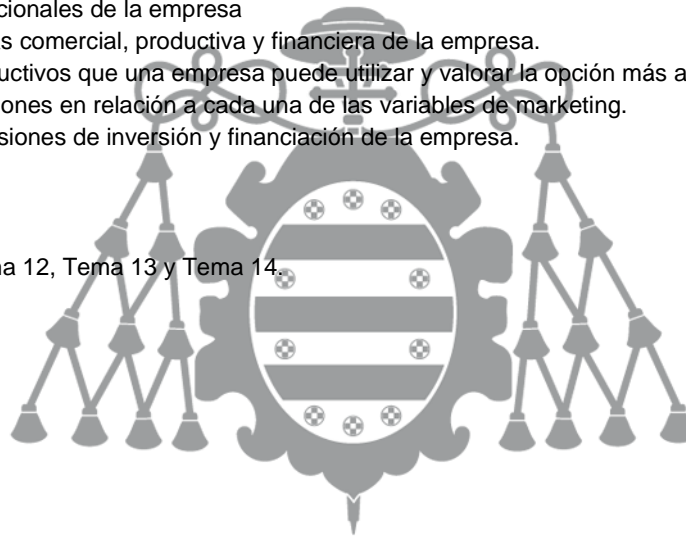 cionales de la empresa
s comercial, productiva y financiera de la empresa.
uctivos que una empresa puede utilizar y valorar la opción más a
ones en relación a cada una de las variables de marketing.
siones de inversión y financiación de la empresa.
a 12, Tema 13 y Tema 14.